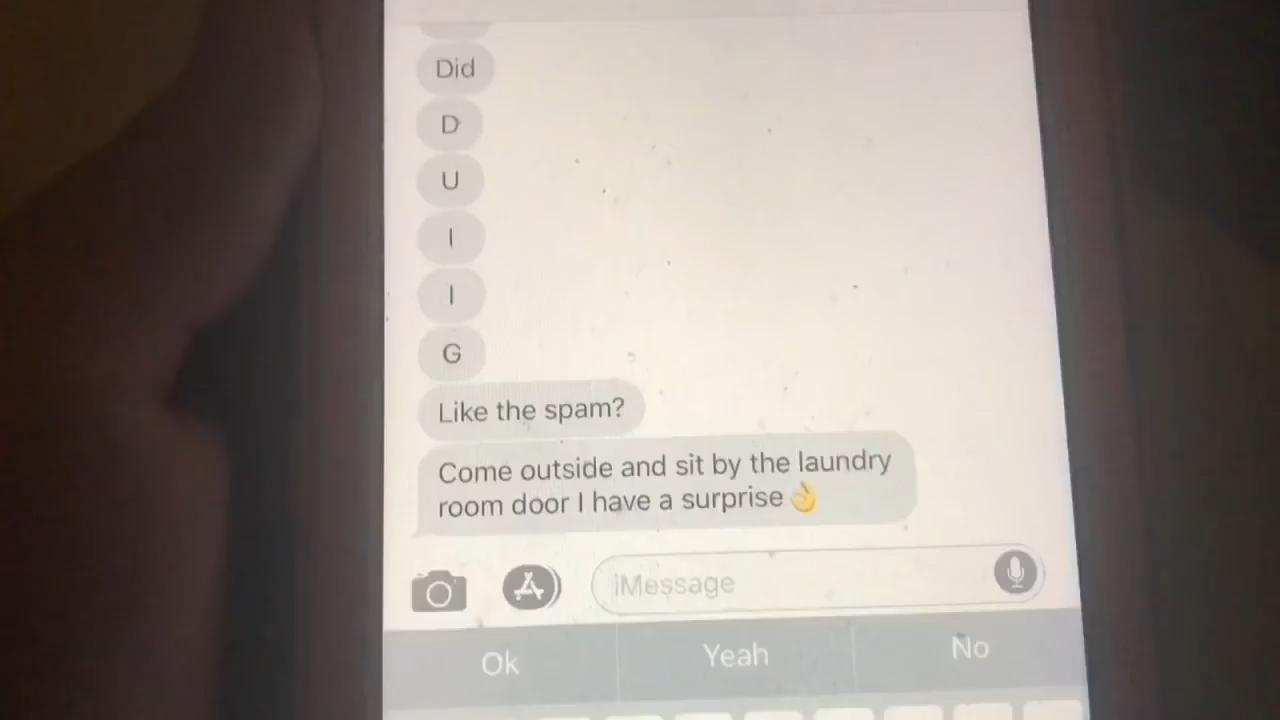 Did
D
U
I
I
G
Like the spam?
Come outside and sit by the laundry
room door I have a surprise👌
iMessage
Ok Yeah No